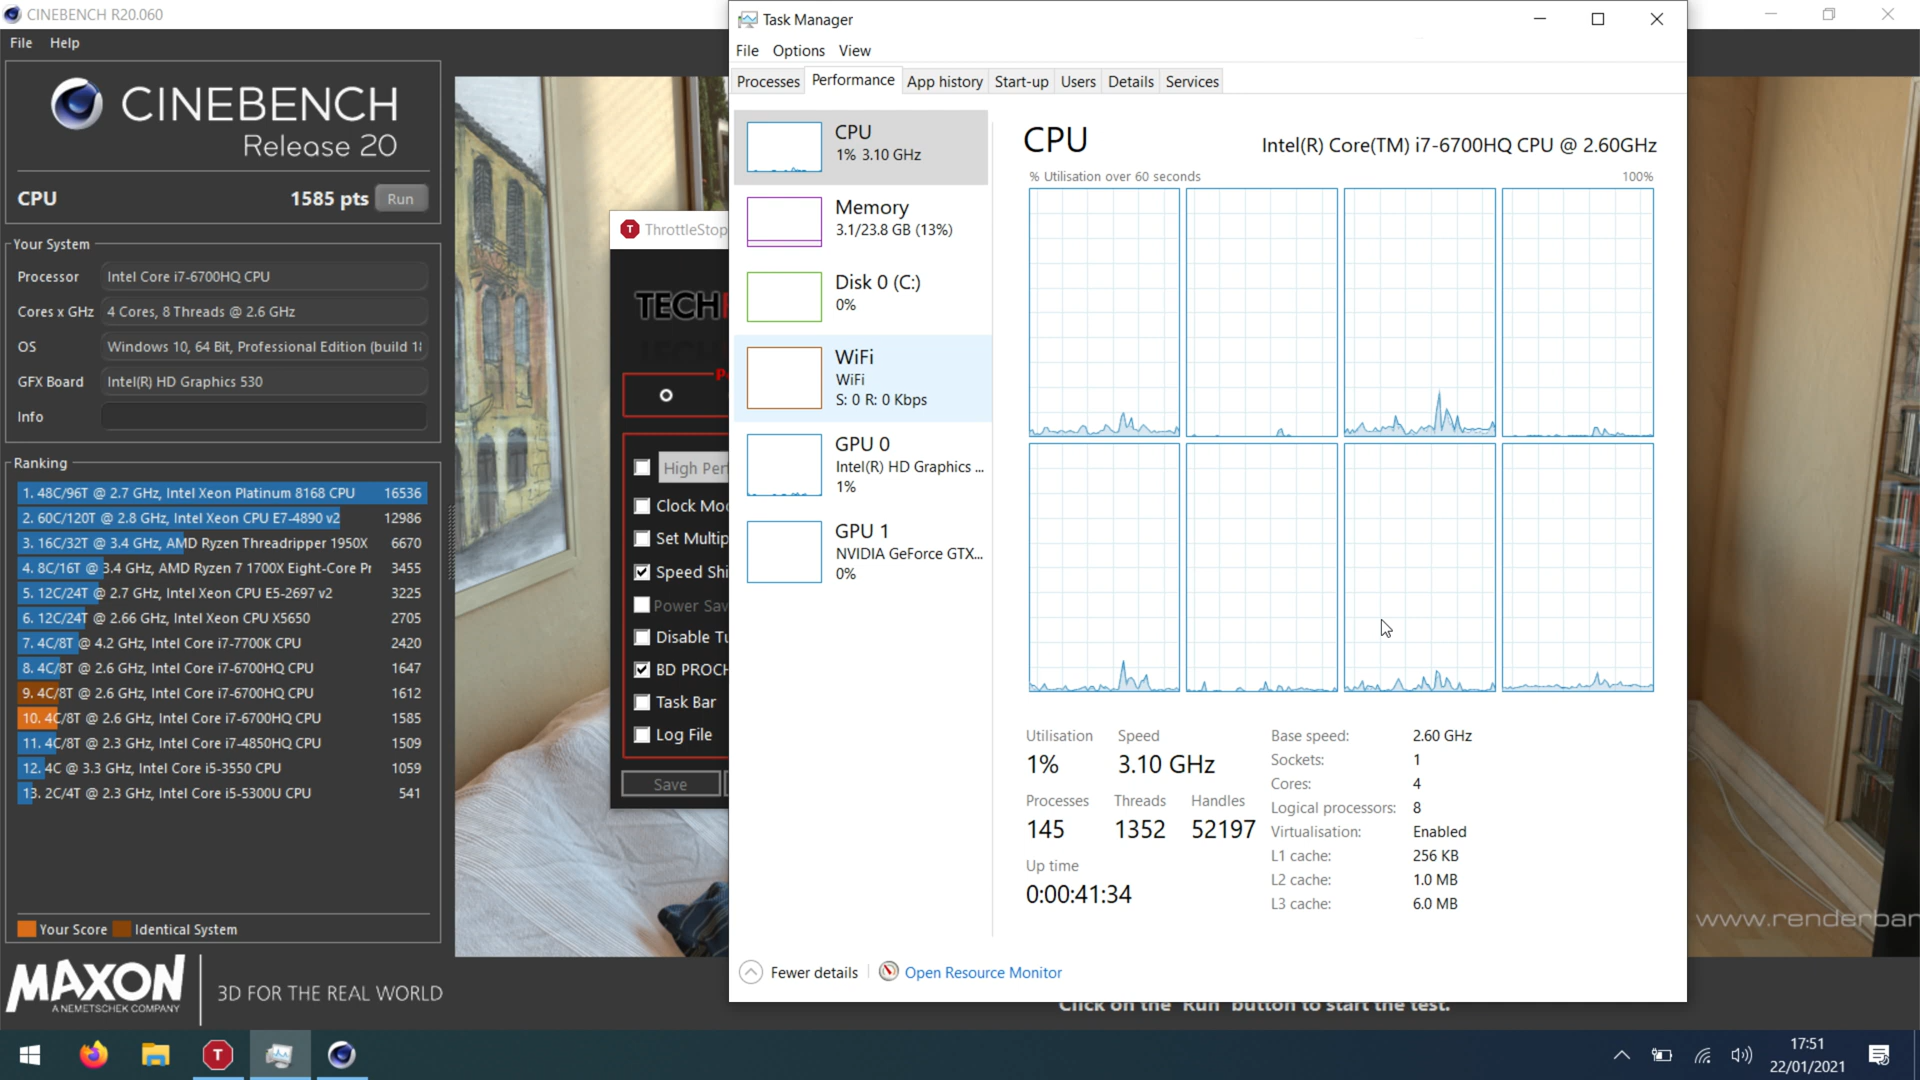 CINEBENCH R20.060
File Help
CINEBENCH
Release 20
CPU 1585 pts Run
Your System
Processor Intel Core i7-6700HQ CPU
Cores x GHz 4 Cores, 8 Threads @ 2.6 GHz
OS Windows 10, 64 Bit, Professional Edition (build 18
GFX Board Intel(R) HD Graphics 530
Info
Ranking
1. 48C/96T @ 2.7 GHz, Intel Xeon Platinum 8168 CPU 16536
2. 60C/120T @ 2.8 GHz, Intel Xeon CPU E7-4890 v2 12986
3. 16C/32T @ 3.4 GHz, AMD Ryzen Threadripper 1950X 6670
4. 8C/16T @ 3.4 GHz, AMD Ryzen 7 1700X Eight-Core Pr 3455
5. 12C/24T @ 2.7 GHz, Intel Xeon CPU E5-2697 v2 3225
6. 12C/24T @ 2.66 GHz, Intel Xeon CPU X5650 2705
7. 4C/8T @ 4.2 GHz, Intel Core i7-7700K CPU 2420
8. 4C/8T @ 2.6 GHz, Intel Core i7-6700HQ CPU 1647
9. 4C/8T @ 2.6 GHz, Intel Core i7-6700HQ CPU 1612
10. 4C/8T @ 2.6 GHz, Intel Core i7-6700HQ CPU 1585
11. 4C/8T @ 2.3 GHz, Intel Core i7-4850HQ CPU 1509
12. 4C @ 3.3 GHz, Intel Core i5-3550 CPU 1059
13. 2C/4T @ 2.3 GHz, Intel Core i5-5300U CPU 541
Your Score Identical System
MAXON
A NEMETSCHEK COMPANY
3D FOR THE REAL WORLD
ThrottleStop
TECH
High Perf
Clock Mod
Set Multip
Speed Shi
Power Sav
Disable Tu
BD PROCH
Task Bar
Log File
Save
Task Manager
File Options View
Processes Performance App history Start-up Users Details Services
CPU
1% 3.10 GHz
Memory
3.1/23.8 GB (13%)
Disk 0 (C:)
0%
WiFi
WiFi
S: 0 R: 0 Kbps
GPU 0
Intel(R) HD Graphics ...
1%
GPU 1
NVIDIA GeForce GTX...
0%
CPU Intel(R) Core(TM) i7-6700HQ CPU @ 2.60GHz
% Utilisation over 60 seconds 100%
Utilisation Speed
1% 3.10 GHz
Processes Threads Handles
145 1352 52197
Up time
0:00:41:34
Base speed: 2.60 GHz
Sockets: 1
Cores: 4
Logical processors: 8
Virtualisation: Enabled
L1 cache: 256 KB
L2 cache: 1.0 MB
L3 cache: 6.0 MB
Fewer details Open Resource Monitor
www.renderbar
Click on the "Run" button to start the test.
17:51
22/01/2021